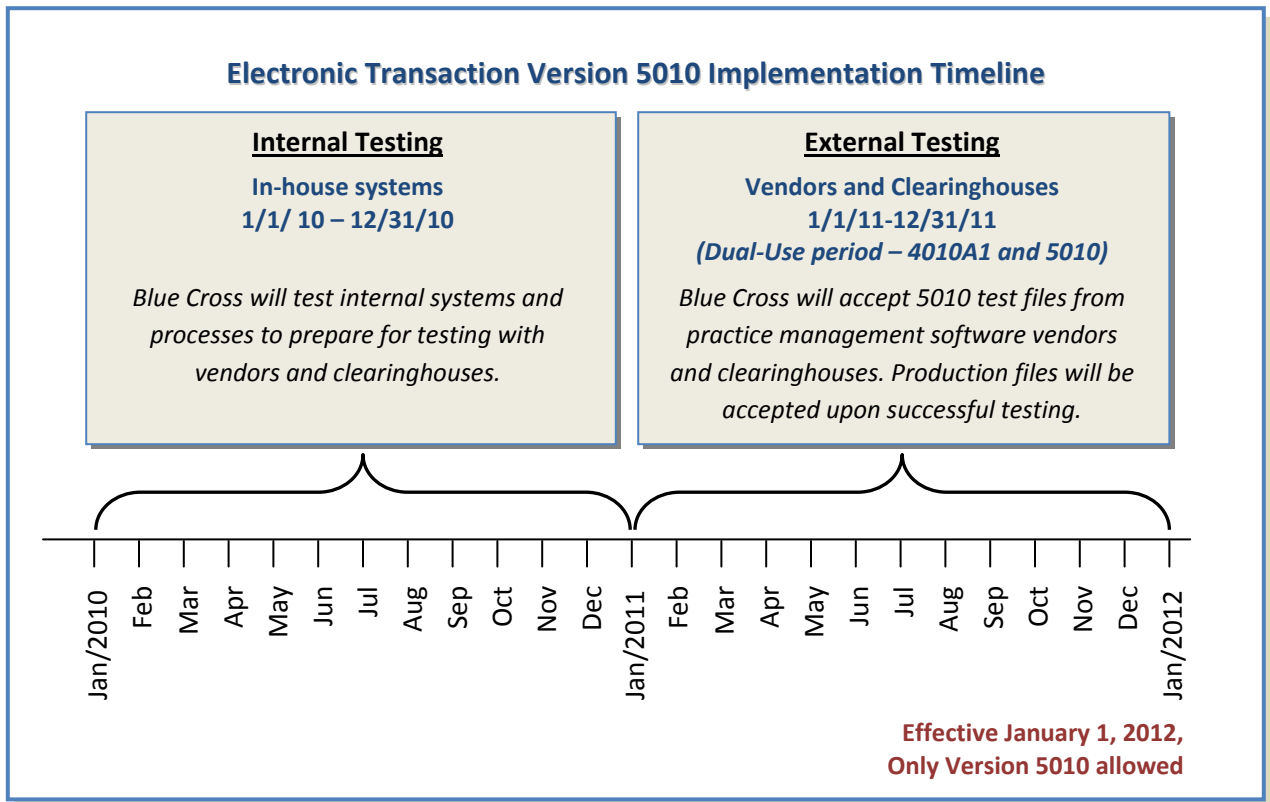 Electronic Transaction Version 5010 Implementation Timeline
Internal Testing
In-house systems
1/1/ 10 – 12/31/10
Blue Cross will test internal systems and
processes to prepare for testing with
vendors and clearinghouses.
External Testing
Vendors and Clearinghouses
1/1/11-12/31/11
(Dual-Use period – 4010A1 and 5010)
Blue Cross will accept 5010 test files from
practice management software vendors
and clearinghouses. Production files will be
accepted upon successful testing.
Jan/2010
Feb
Mar
Apr
May
Jun
Jul
Aug
Sep
Oct
Nov
Dec
Jan/2011
Feb
Mar
Apr
May
Jun
Jul
Aug
Sep
Oct
Nov
Dec
Jan/2012
Effective January 1, 2012,
Only Version 5010 allowed